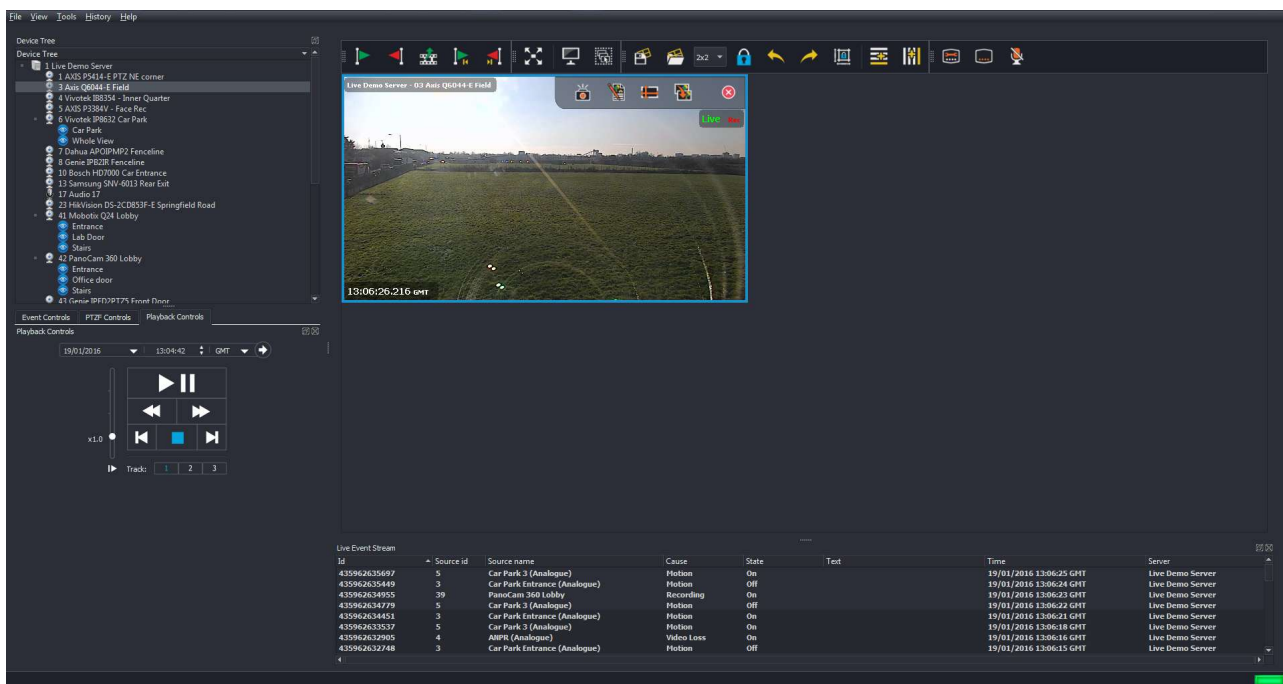 File View Tools History Help
Device Tree
Device Tree
1 Live Demo Server
1 AXIS P5414-E PTZ NE corner
3 Axis Q6044-E Field
4 Vivotek IB8354 - Inner Quarter
5 AXIS P3384V - Face Rec
6 Vivotek IP8632 Car Park
Car Park
Whole View
7 Dahua APOIPMP2 Fenceline
8 Genie IPB2IR Fenceline
10 Bosch HD7000 Car Entrance
13 Samsung SNV-6013 Rear Exit
17 Audio 17
23 HikVision DS-2CD853F-E Springfield Road
41 Mobotix Q24 Lobby
Entrance
Lab Door
Stairs
42 PanoCam 360 Lobby
Entrance
Office door
Stairs
43 Genie IPFD2PTZ5 Front Door
Event Controls PTZF Controls Playback Controls
Playback Controls
19/01/2016 13:04:42 GMT
x1.0
Track: 1 2 3
2x2
Live Demo Server - 03 Axis Q6044-E Field
Live Rec
13:06:26.216 GMT
Live Event Stream
Id Source id Source name Cause State Text Time Server
435962635697 5 Car Park 3 (Analogue) Motion On 19/01/2016 13:06:25 GMT Live Demo Server
435962635449 3 Car Park Entrance (Analogue) Motion Off 19/01/2016 13:06:24 GMT Live Demo Server
435962634955 39 PanoCam 360 Lobby Recording On 19/01/2016 13:06:23 GMT Live Demo Server
435962634779 5 Car Park 3 (Analogue) Motion Off 19/01/2016 13:06:22 GMT Live Demo Server
435962634451 3 Car Park Entrance (Analogue) Motion On 19/01/2016 13:06:21 GMT Live Demo Server
435962633537 5 Car Park 3 (Analogue) Motion On 19/01/2016 13:06:18 GMT Live Demo Server
435962632905 4 ANPR (Analogue) Video Loss On 19/01/2016 13:06:16 GMT Live Demo Server
435962632748 3 Car Park Entrance (Analogue) Motion Off 19/01/2016 13:06:15 GMT Live Demo Server